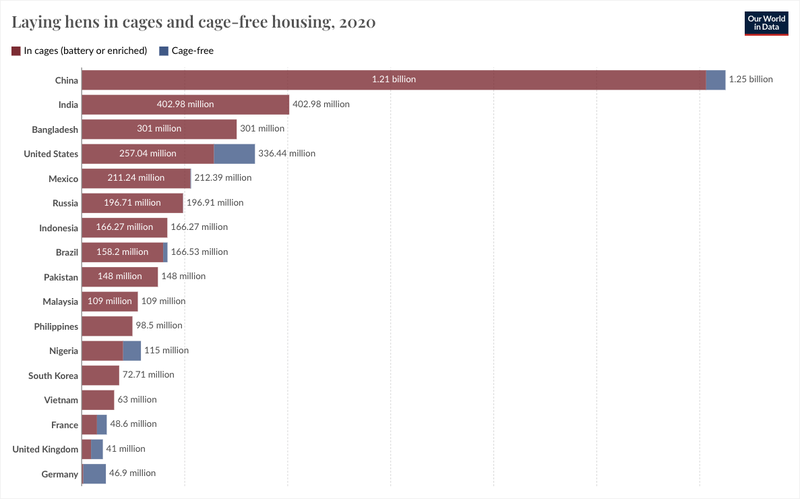 Laying hens in cages and cage-free housing, 2020
Our World
in Data
In cages (battery or enriched) Cage-free
China 1.21 billion 1.25 billion
India 402.98 million 402.98 million
Bangladesh 301 million 301 million
United States 257.04 million 336.44 million
Mexico 211.24 million 212.39 million
Russia 196.71 million 196.91 million
Indonesia 166.27 million 166.27 million
Brazil 158.2 million 166.53 million
Pakistan 148 million 148 million
Malaysia 109 million 109 million
Philippines 98.5 million
Nigeria 115 million
South Korea 72.71 million
Vietnam 63 million
France 48.6 million
United Kingdom 41 million
Germany 46.9 million